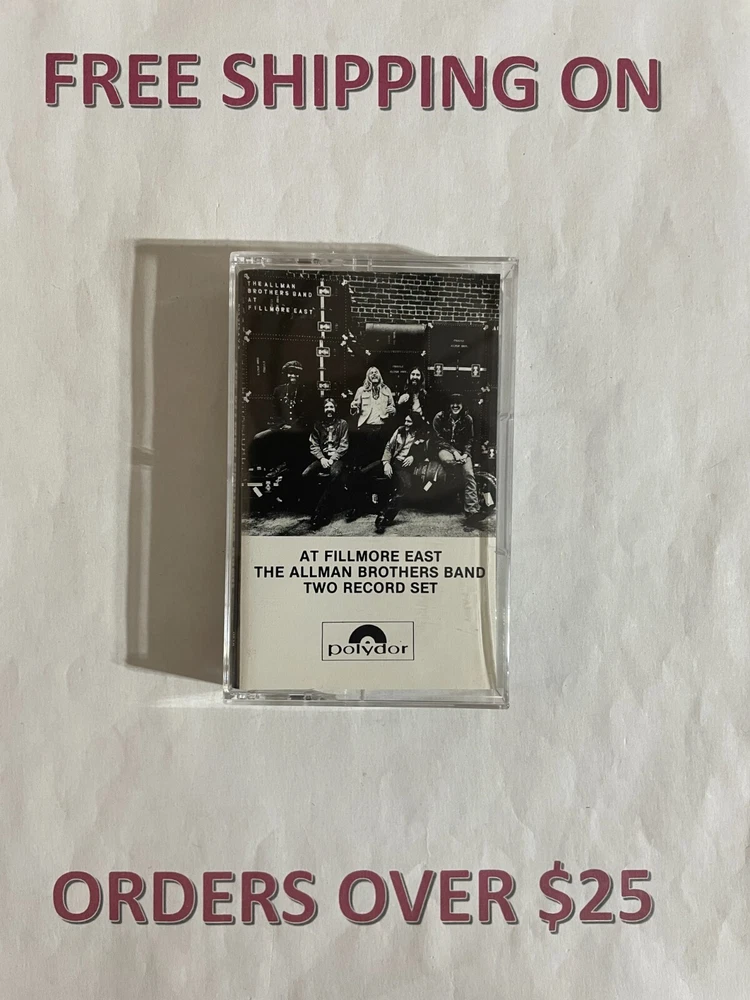 FREE SHIPPING ON
THE ALLMAN
BROTHERS BAND
AT
FILLMORE EAST
AT FILLMORE EAST
THE ALLMAN BROTHERS BAND
TWO RECORD SET
polydor
ORDERS OVER $25